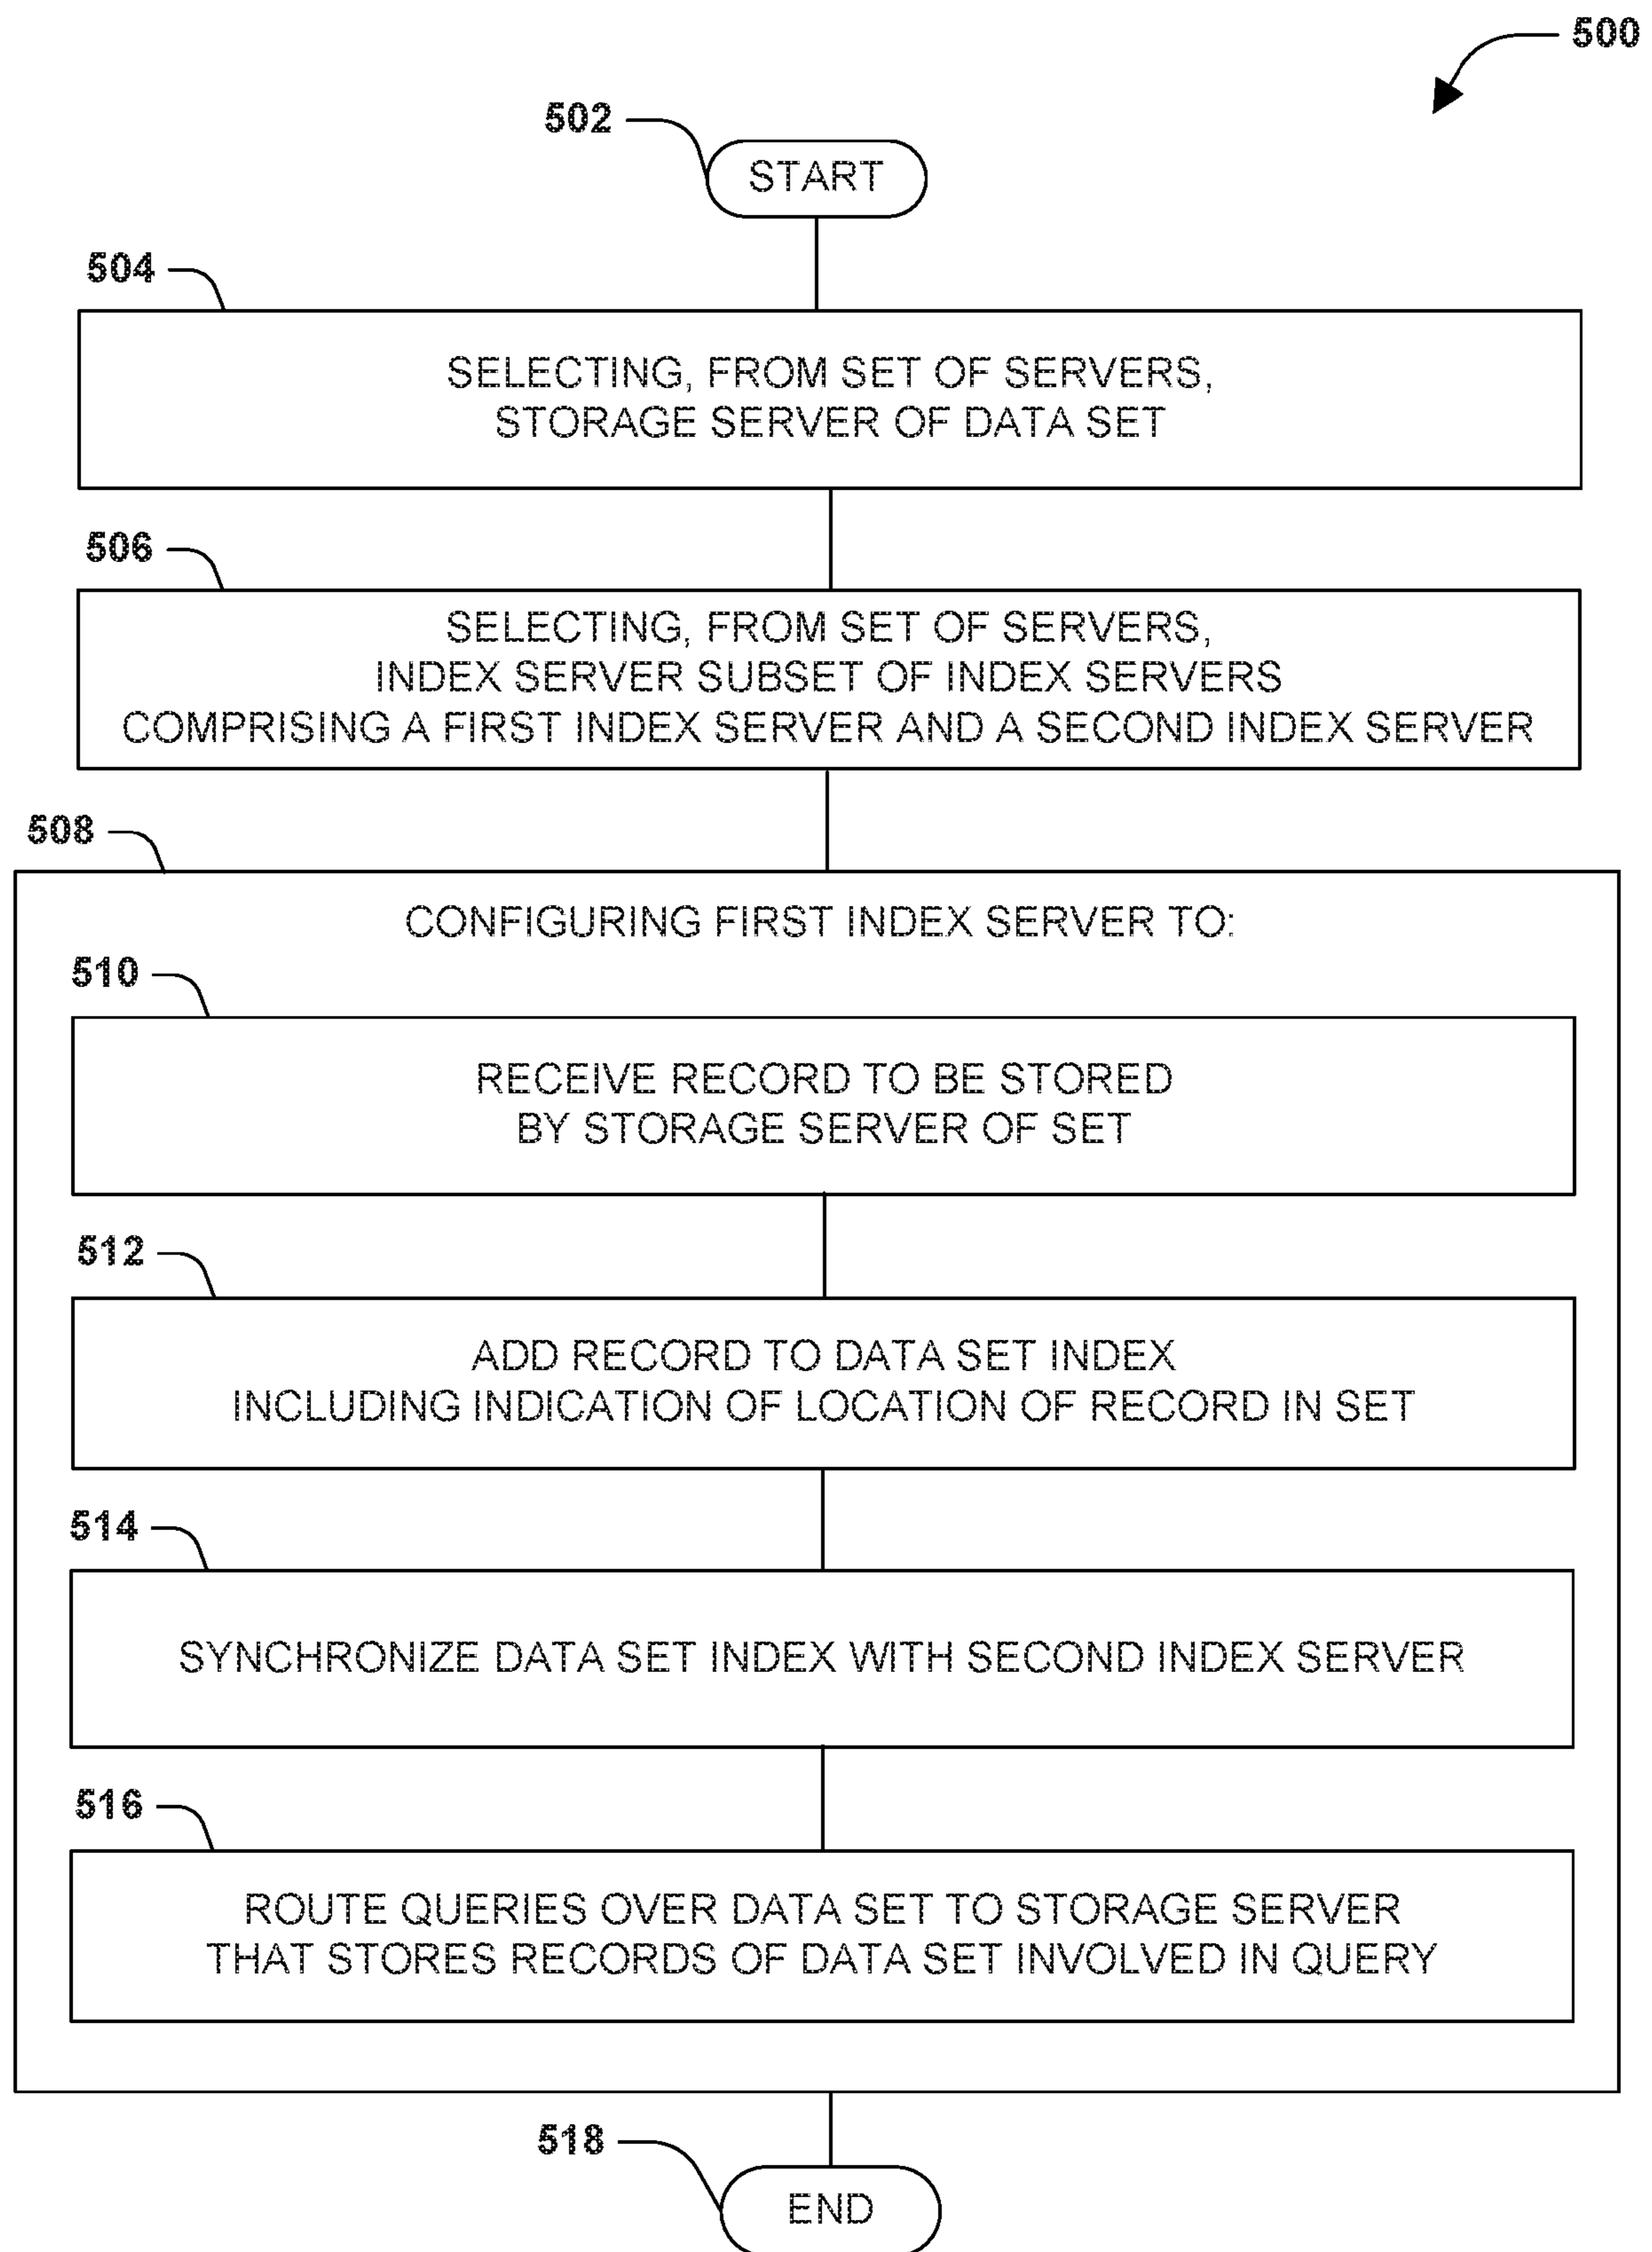 500
502
START
504
SELECTING, FROM SET OF SERVERS,
STORAGE SERVER OF DATA SET
506
SELECTING, FROM SET OF SERVERS,
INDEX SERVER SUBSET OF INDEX SERVERS
COMPRISING A FIRST INDEX SERVER AND A SECOND INDEX SERVER
508
CONFIGURING FIRST INDEX SERVER TO:
510
RECEIVE RECORD TO BE STORED
BY STORAGE SERVER OF SET
512
ADD RECORD TO DATA SET INDEX
INCLUDING INDICATION OF LOCATION OF RECORD IN SET
514
SYNCHRONIZE DATA SET INDEX WITH SECOND INDEX SERVER
516
ROUTE QUERIES OVER DATA SET TO STORAGE SERVER
THAT STORES RECORDS OF DATA SET INVOLVED IN QUERY
518
END